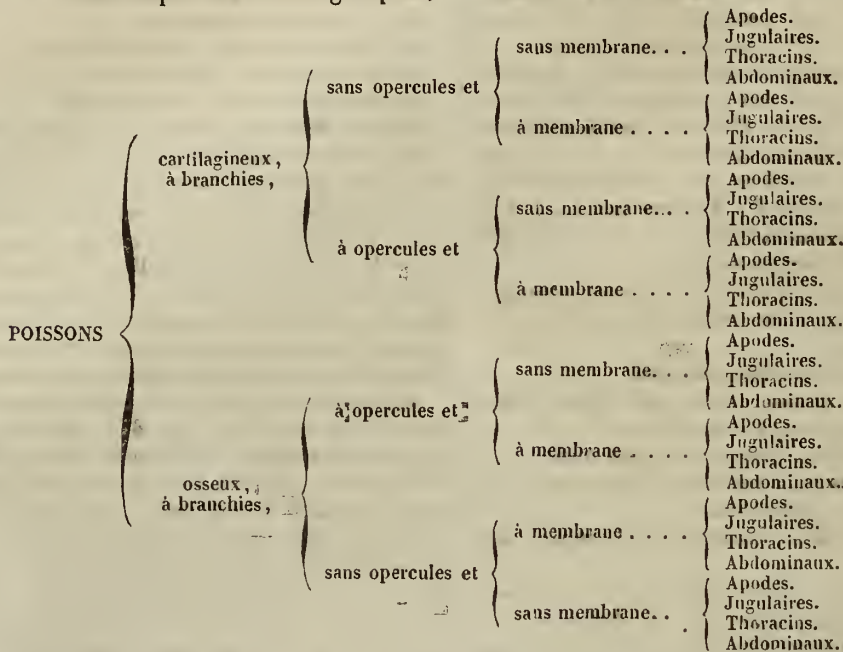 sans membrane. . .
Apodes.
Jugulaires.
Thoracins.
Abdominaux.
sans opercules et
à membrane . . . .
Apodes.
Jugulaires.
Thoracins.
Abdominaux.
cartilagineux,
à branchies,
sans membrane.. .
Apodes.
Jugulaires.
Thoracins.
Abdominaux.
à opercules et
à membrane . . . .
Apodes.
Jugulaires.
Thoracins.
Abdominaux.
POISSONS
sans membrane. . .
Apodes.
Jugulaires.
Thoracins.
Abdominaux.
à opercules et
à membrane . . . .
Apodes.
Jugulaires.
Thoracins.
Abdominaux.
osseux,
à branchies,
à membrane . . . .
Apodes.
Jugulaires.
Thoracins.
Abdominaux.
sans opercules et
sans membrane. .
Apodes.
Jugulaires.
Thoracins.
Abdominaux.